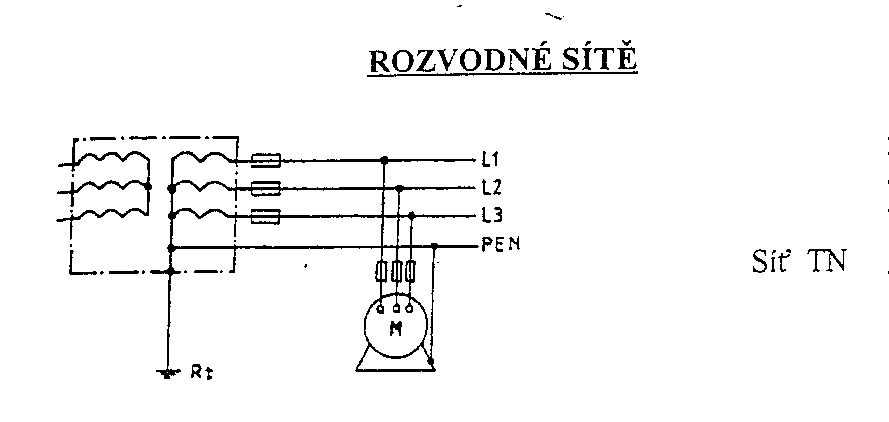 ROZVODNÉ SÍTĚ
L1
L2
L3
PEN
Síť TN
M
Rt